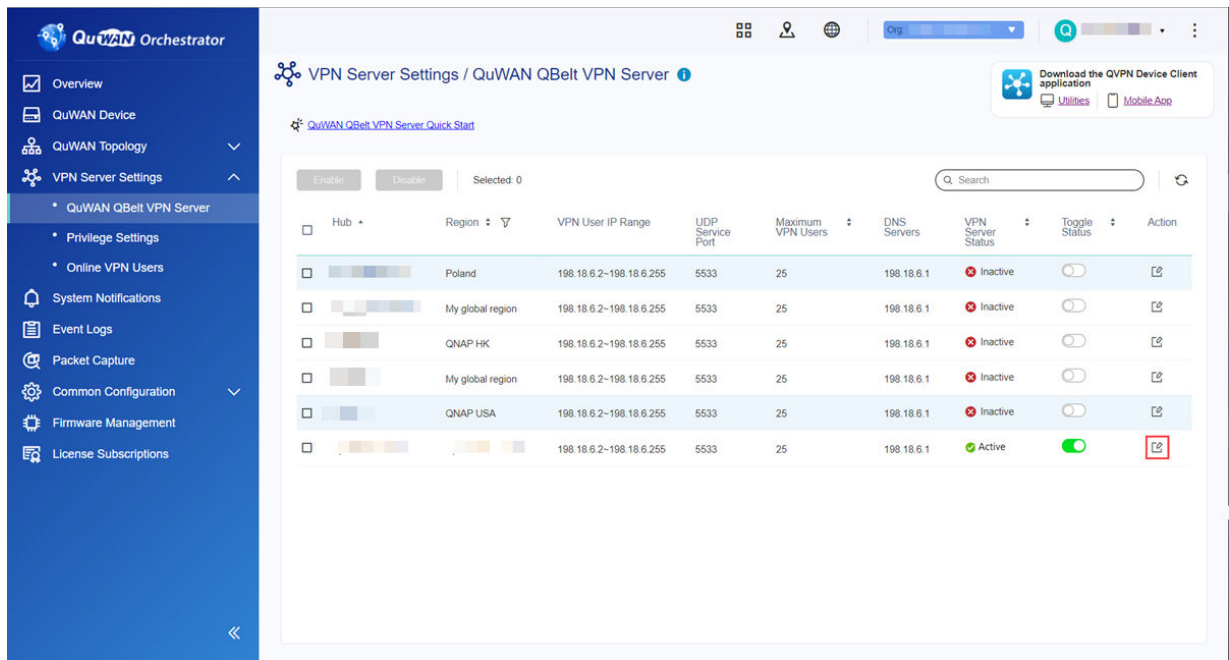 QuWAN Orchestrator
Org:
Q
Overview
QuWAN Device
QuWAN Topology
VPN Server Settings
QuWAN QBelt VPN Server
Privilege Settings
Online VPN Users
System Notifications
Event Logs
Packet Capture
Common Configuration
Firmware Management
License Subscriptions
VPN Server Settings / QuWAN QBelt VPN Server
Download the QVPN Device Client
application
Utilities Mobile App
QuWAN QBelt VPN Server Quick Start
Enable Disable Selected: 0 Search
Hub Region VPN User IP Range UDP Service Port Maximum VPN Users DNS Servers VPN Server Status Toggle Status Action
Poland 198.18.6.2~198.18.6.255 5533 25 198.18.6.1 Inactive
My global region 198.18.6.2~198.18.6.255 5533 25 198.18.6.1 Inactive
QNAP HK 198.18.6.2~198.18.6.255 5533 25 198.18.6.1 Inactive
My global region 198.18.6.2~198.18.6.255 5533 25 198.18.6.1 Inactive
QNAP USA 198.18.6.2~198.18.6.255 5533 25 198.18.6.1 Inactive
198.18.6.2~198.18.6.255 5533 25 198.18.6.1 Active